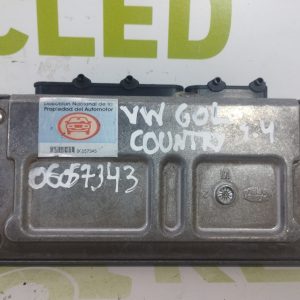 CLED
Dirección Nacional de la
Propiedad del Automotor
VW GOL
COUNTRY 1.4
06057343